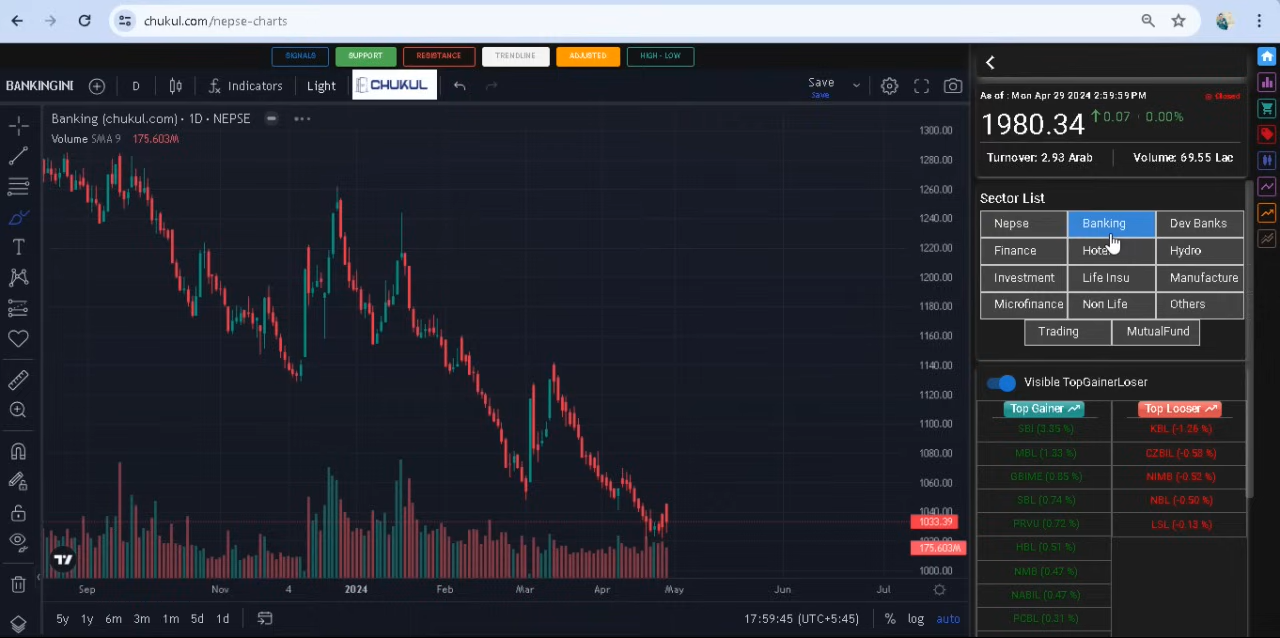 chukul.com/nepse-charts
SIGNALS SUPPORT RESISTANCE TRENDLINE ADJUSTED HIGH - LOW
BANKINGINI D Indicators Light CHUKUL Save
Save
Banking (chukul.com) · 1D · NEPSE
Volume SMA 9 175.603M
1300.00
1280.00
1260.00
1240.00
1220.00
1200.00
1180.00
1160.00
1140.00
1120.00
1100.00
1080.00
1060.00
1040.00
1033.39
175.603M
1000.00
Sep Nov 4 2024 Feb Mar Apr May Jun Jul
5y 1y 6m 3m 1m 5d 1d 17:59:45 (UTC+5:45) % log auto
As of : Mon Apr 29 2024 2:59:59 PM Closed
1980.34 0.07 0.00%
Turnover: 2.93 Arab Volume: 69.55 Lac
Sector List
Nepse Banking Dev Banks
Finance Hote Hydro
Investment Life Insu Manufacture
Microfinance Non Life Others
Trading MutualFund
Visible TopGainerLoser
Top Gainer Top Looser
SBI (3.85 %) KBL (-1.26 %)
MBL (1.33 %) CZBIL (-0.58 %)
GBIME (0.85 %) NIMB (-0.52 %)
SBL (0.74 %) NBL (-0.50 %)
PRVU (0.72 %) LSL (-0.13 %)
HBL (0.51 %)
NMB (0.47 %)
NABIL (0.47 %)
PCBL (0.31 %)